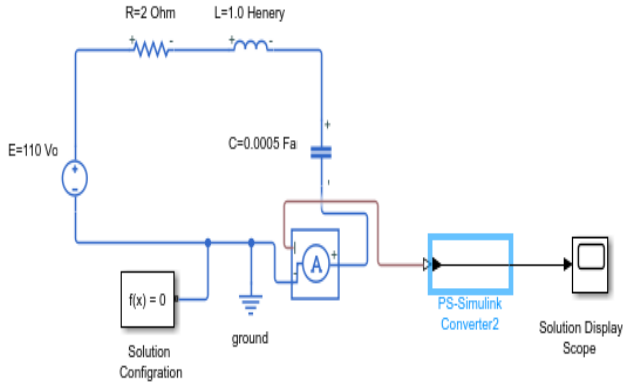 R=2 Ohm L=1.0 Henery
E=110 Vo
C=0.0005 Fa
A
f(x) = 0
Solution
Configration
ground
PS-Simulink
Converter2
Solution Display
Scope